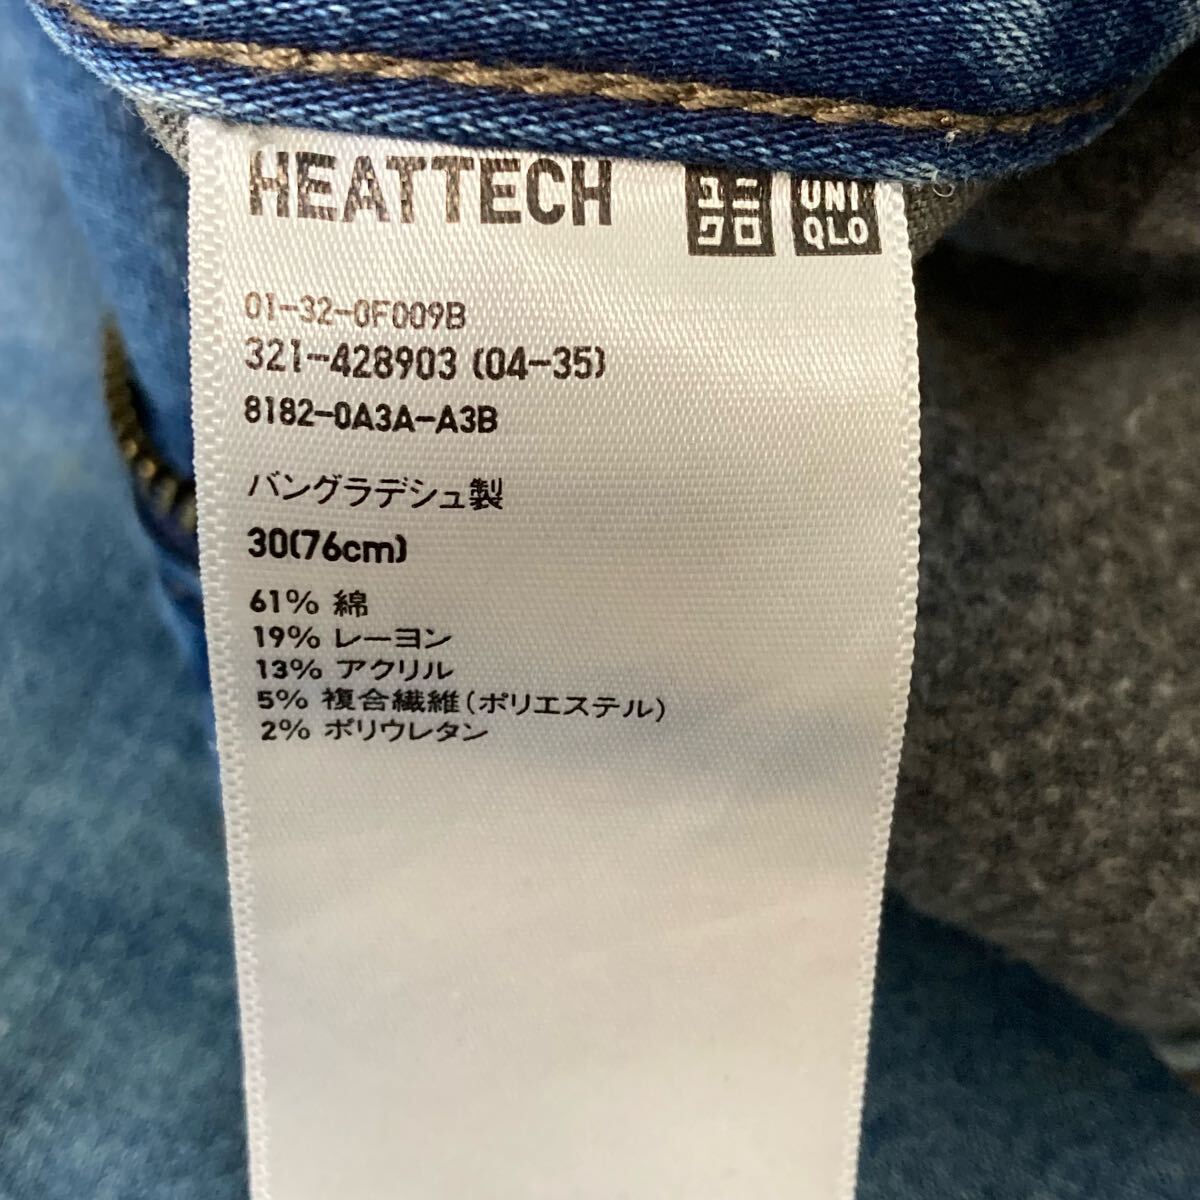 HEATTECH
ユニクロ
UNIQLO
01-32-0F009B
321-428903 (04-35)
8182-0A3A-A3B
バングラデシュ製
30(76cm)
61% 綿
19% レーヨン
13% アクリル
5% 複合繊維(ポリエステル)
2% ポリウレタン